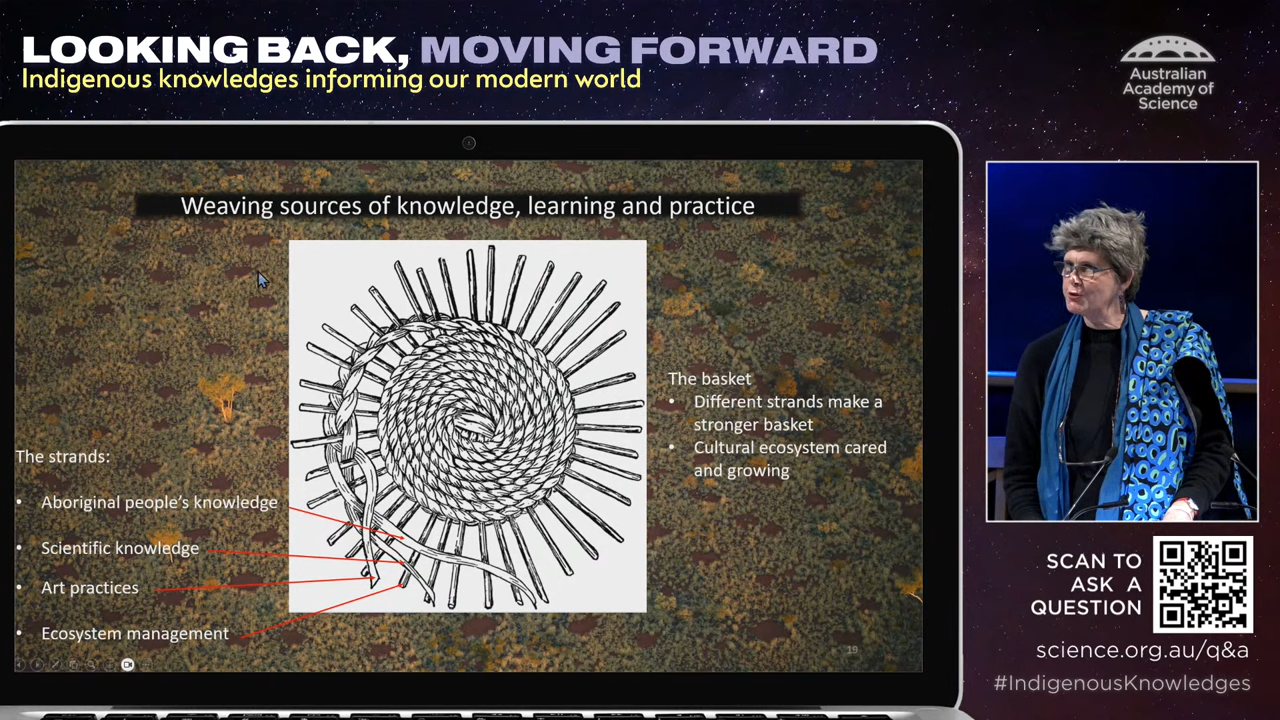 LOOKING BACK, MOVING FORWARD
Indigenous knowledges informing our modern world
Australian
Academy of
Science
Weaving sources of knowledge, learning and practice
The strands:
• Aboriginal people's knowledge
• Scientific knowledge
• Art practices
• Ecosystem management
The basket
• Different strands make a
stronger basket
• Cultural ecosystem cared
and growing
19
SCAN TO
ASK A
QUESTION
science.org.au/q&a
#IndigenousKnowledges